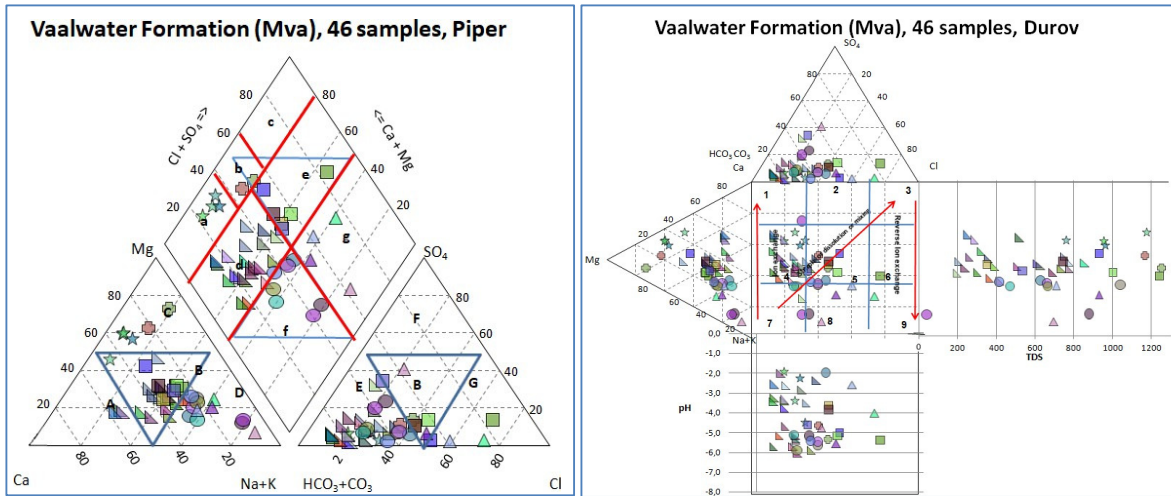 Vaalwater Formation (Mva), 46 samples, Piper
80
80
Cl + SO₄ =>
<= Ca + Mg
60
c
60
40
b
e
40
20
a
g
20
Mg
d
SO₄
80
f
80
C
F
60
60
40
B
E
B
G
40
20
A
D
20
80
60
40
20
2
40
60
80
Ca
Na+K
HCO₃+CO₃
Cl
Vaalwater Formation (Mva), 46 samples, Durov
SO₄
80
20
60
40
40
60
HCO₃ CO₃
20
80
Ca
Cl
1
2
3
dissolution or mixing
Reverse Ion exchange
Mg
4
5
6
7
8
9
Na+K
0,0
0
200
400
600
800
1000
1200
TDS
-1,0
-2,0
-3,0
pH
-4,0
-5,0
-6,0
-7,0
-8,0